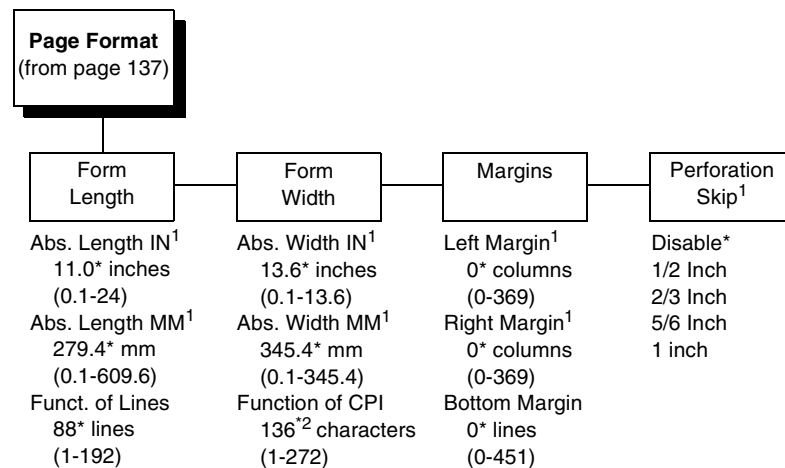 Page Format
(from page 137)
Form
Length
Form
Width
Margins
Perforation
Skip1
Abs. Length IN1
11.0* inches
(0.1-24)
Abs. Length MM1
279.4* mm
(0.1-609.6)
Funct. of Lines
88* lines
(1-192)
Abs. Width IN1
13.6* inches
(0.1-13.6)
Abs. Width MM1
345.4* mm
(0.1-345.4)
Function of CPI
136*2 characters
(1-272)
Left Margin1
0* columns
(0-369)
Right Margin1
0* columns
(0-369)
Bottom Margin
0* lines
(0-451)
Disable*
1/2 Inch
2/3 Inch
5/6 Inch
1 inch